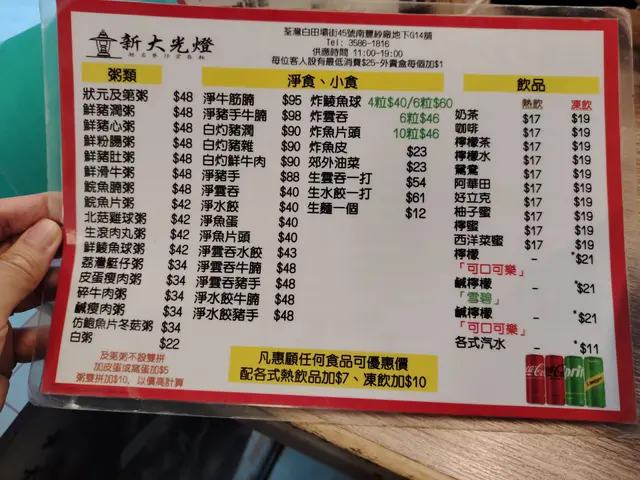 新大光燈
荃灣白田壩街45號南豐紗廠地下G14舖
Tel: 3586-1816
供應時間 11:00-19:00
每位客人設有最低消費$25-外賣盒每個加$1
粥類
狀元及第粥 $48
鮮豬潤粥 $48
鮮豬心粥 $48
鮮粉腸粥 $48
鮮豬肚粥 $48
鮮滑牛粥 $48
鯇魚腩粥 $48
鯇魚片粥 $42
北菇雞球粥 $42
生滾肉丸粥 $42
鮮鯪魚球粥 $42
荔灣艇仔粥 $34
皮蛋瘦肉粥 $34
碎牛肉粥 $34
鹹瘦肉粥 $34
仿鮑魚片冬菇粥 $34
白粥 $22
及第粥不設雙拼
加皮蛋或窩蛋加$5
粥雙拼加$10, 以價高計算
淨食、小食
淨牛筋腩 $95
淨豬手牛腩 $98
白灼豬潤 $90
白灼豬雜 $90
白灼鮮牛肉 $90
淨豬手 $88
淨雲吞 $40
淨水餃 $40
淨魚蛋 $40
淨魚片頭 $40
淨雲吞水餃 $43
淨雲吞牛腩 $48
淨雲吞豬手 $48
淨水餃牛腩 $48
淨水餃豬手 $48
炸鯪魚球 4粒$40/6粒$60
炸雲吞 6粒$46
炸魚片頭 10粒$46
炸魚皮 $23
郊外油菜 $23
生雲吞一打 $54
生水餃一打 $61
生麵一個 $12
凡惠顧任何食品可優惠價
配各式熱飲品加$7、凍飲加$10
飲品
熱飲 凍飲
奶茶 $17 $19
咖啡 $17 $19
檸檬茶 $17 $19
檸檬水 $17 $19
鴛鴦 $17 $19
阿華田 $17 $19
好立克 $17 $19
柚子蜜 $17 $19
檸蜜 $17 $19
西洋菜蜜 $17 $19
檸檬 – *$21
「可口可樂」
鹹檸檬 – *$21
「雪碧」
鹹檸檬 – *$21
「可口可樂」
各式汽水 – *$11